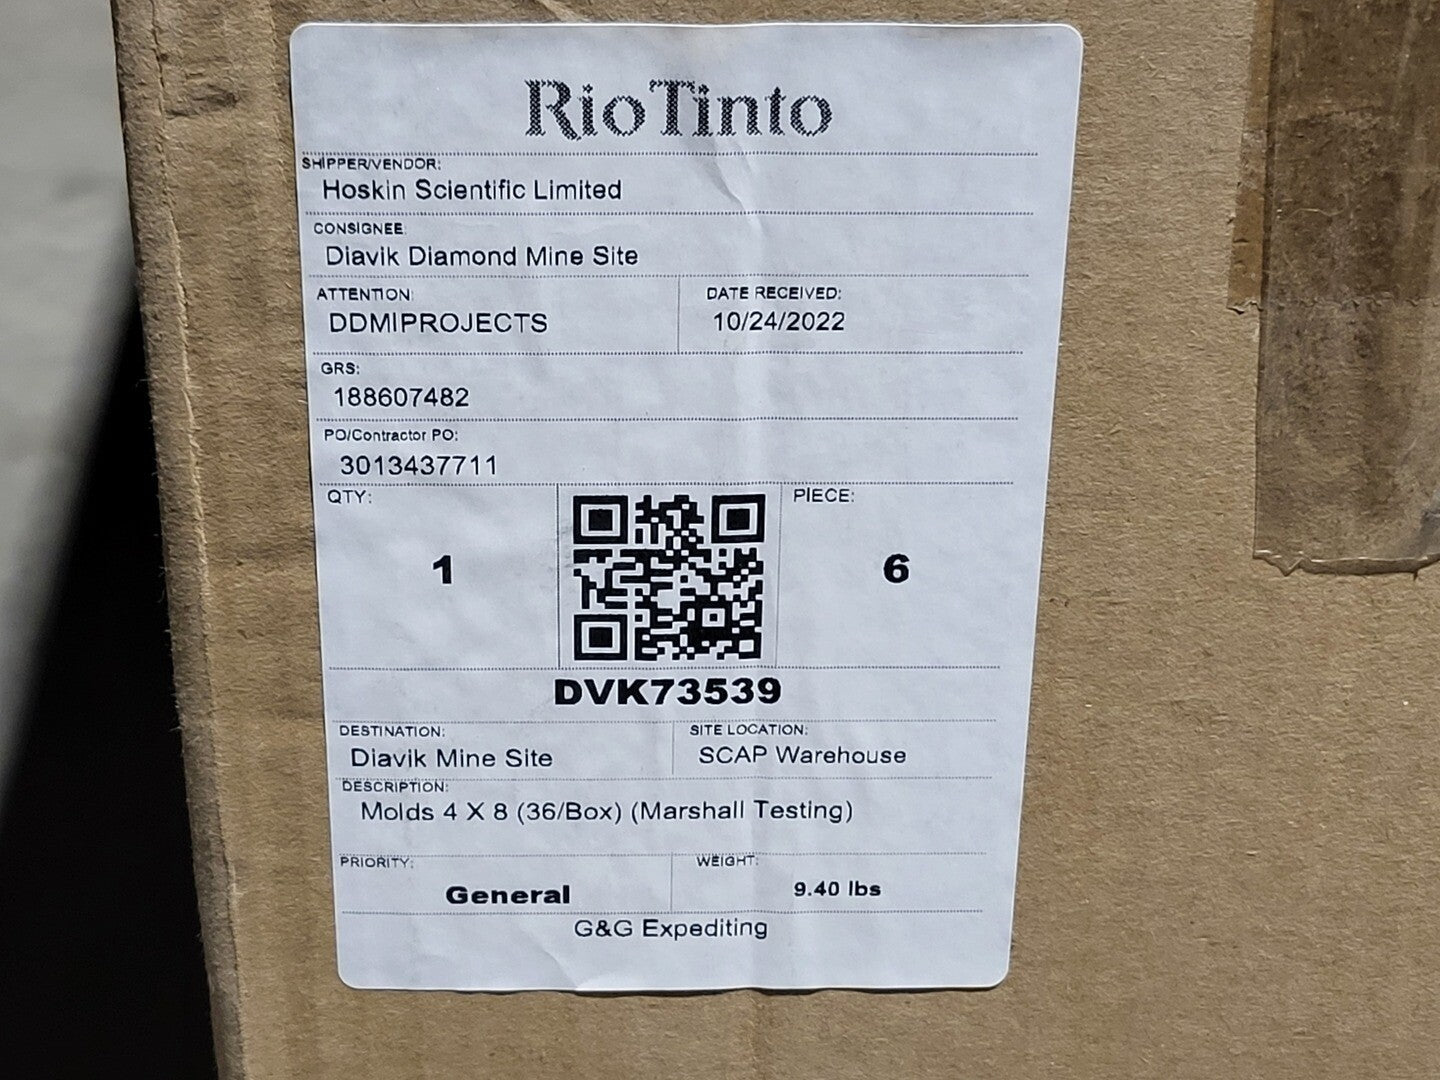 RioTinto
SHIPPER/VENDOR:
Hoskin Scientific Limited
CONSIGNEE:
Diavik Diamond Mine Site
ATTENTION: DATE RECEIVED:
DDMIPROJECTS 10/24/2022
GRS:
188607482
PO/Contractor PO:
3013437711
QTY: PIECE:
1 6
DVK73539
DESTINATION: SITE LOCATION:
Diavik Mine Site SCAP Warehouse
DESCRIPTION:
Molds 4 X 8 (36/Box) (Marshall Testing)
PRIORITY: WEIGHT:
General 9.40 lbs
G&G Expediting